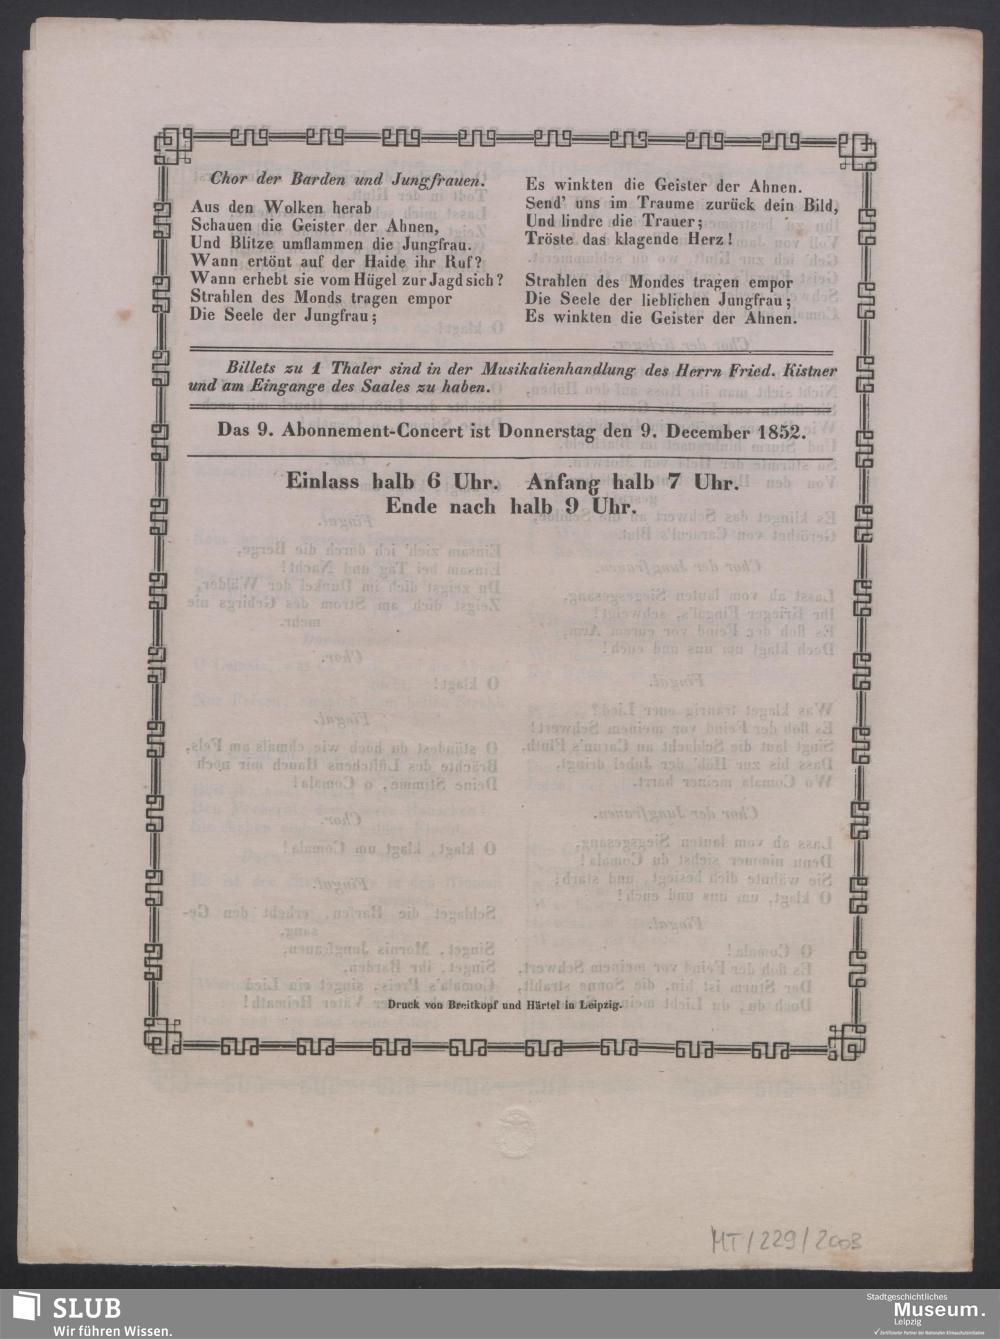 Chor der Barden und Jungfrauen.
Aus den Wolken herab
Schauen die Geister der Ahnen,
Und Blitze umflammen die Jungfrau.
Wann ertönt auf der Haide ihr Ruf?
Wann erhebt sie vom Hügel zur Jagd sich?
Strahlen des Monds tragen empor
Die Seele der Jungfrau;
Es winkten die Geister der Ahnen.
Send' uns im Traume zurück dein Bild,
Und lindre die Trauer;
Tröste das klagende Herz!
Strahlen des Mondes tragen empor
Die Seele der lieblichen Jungfrau;
Es winkten die Geister der Ahnen.
Billets zu 1 Thaler sind in der Musikalienhandlung des Herrn Fried. Kistner
und am Eingange des Saales zu haben.
Das 9. Abonnement-Concert ist Donnerstag den 9. December 1852.
Einlass halb 6 Uhr. Anfang halb 7 Uhr.
Ende nach halb 9 Uhr.
Druck von Breitkopf und Härtel in Leipzig.
MT/229/2003
SLUB
Wir führen Wissen.
Stadtgeschichtliches
Museum.
Leipzig